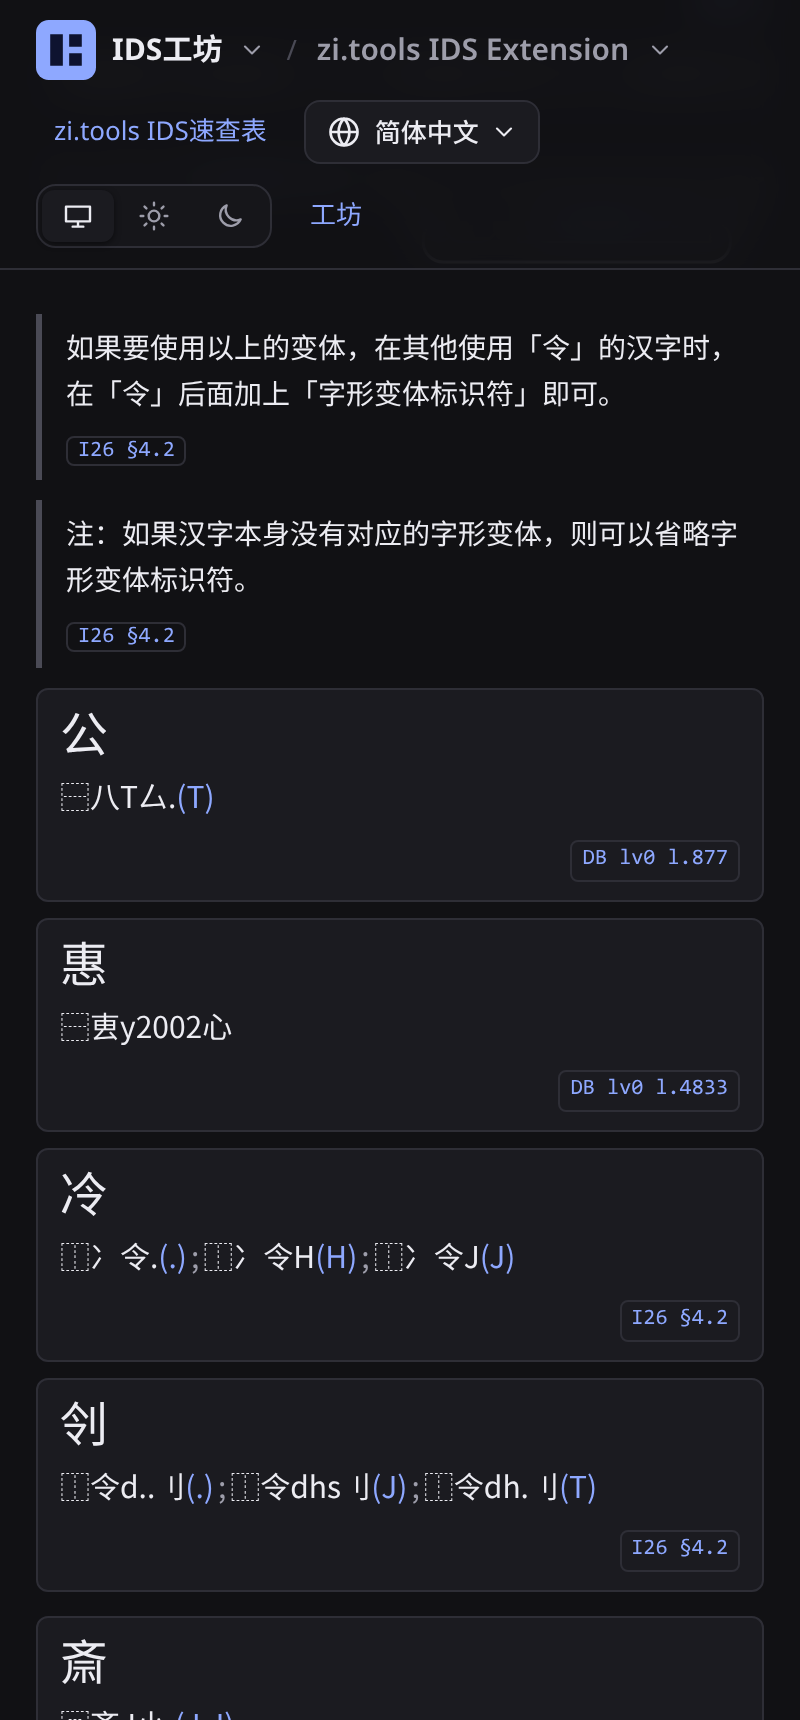 IDS工坊 / zi.tools IDS Extension
zi.tools IDS速查表 简体中文
工坊
如果要使用以上的变体，在其他使用「令」的汉字时，
在「令」后面加上「字形变体标识符」即可。
I26 §4.2
注：如果汉字本身没有对应的字形变体，则可以省略字
形变体标识符。
I26 §4.2
公
⿱八T厶.(T)
DB lv0 l.877
惠
⿱叀y2002心
DB lv0 l.4833
冷
⿰冫令.(.);⿰冫令H(H);⿰冫令J(J)
I26 §4.2
刢
⿰令d..刂(.);⿰令dhs刂(J);⿰令dh.刂(T)
I26 §4.2
斎